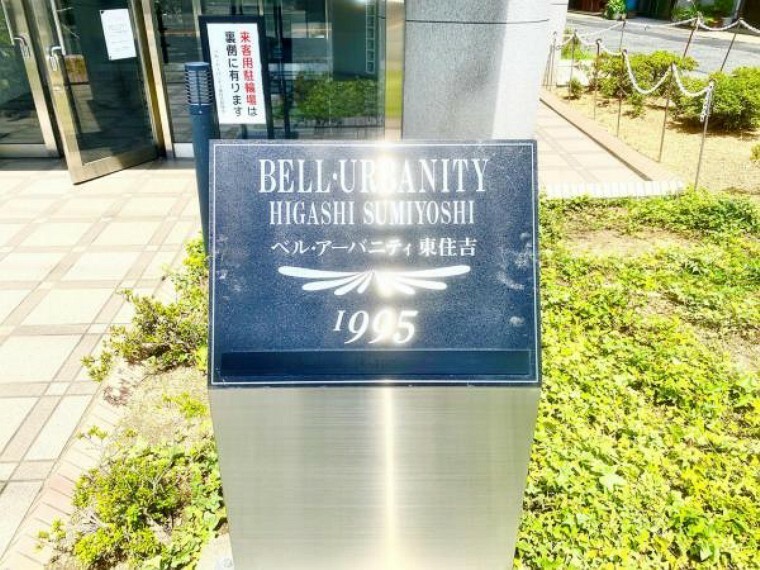 来客用駐輪場は
裏側に有ります
BELL·URBANITY
HIGASHI SUMIYOSHI
ベル·アーバニティ東住吉
1995